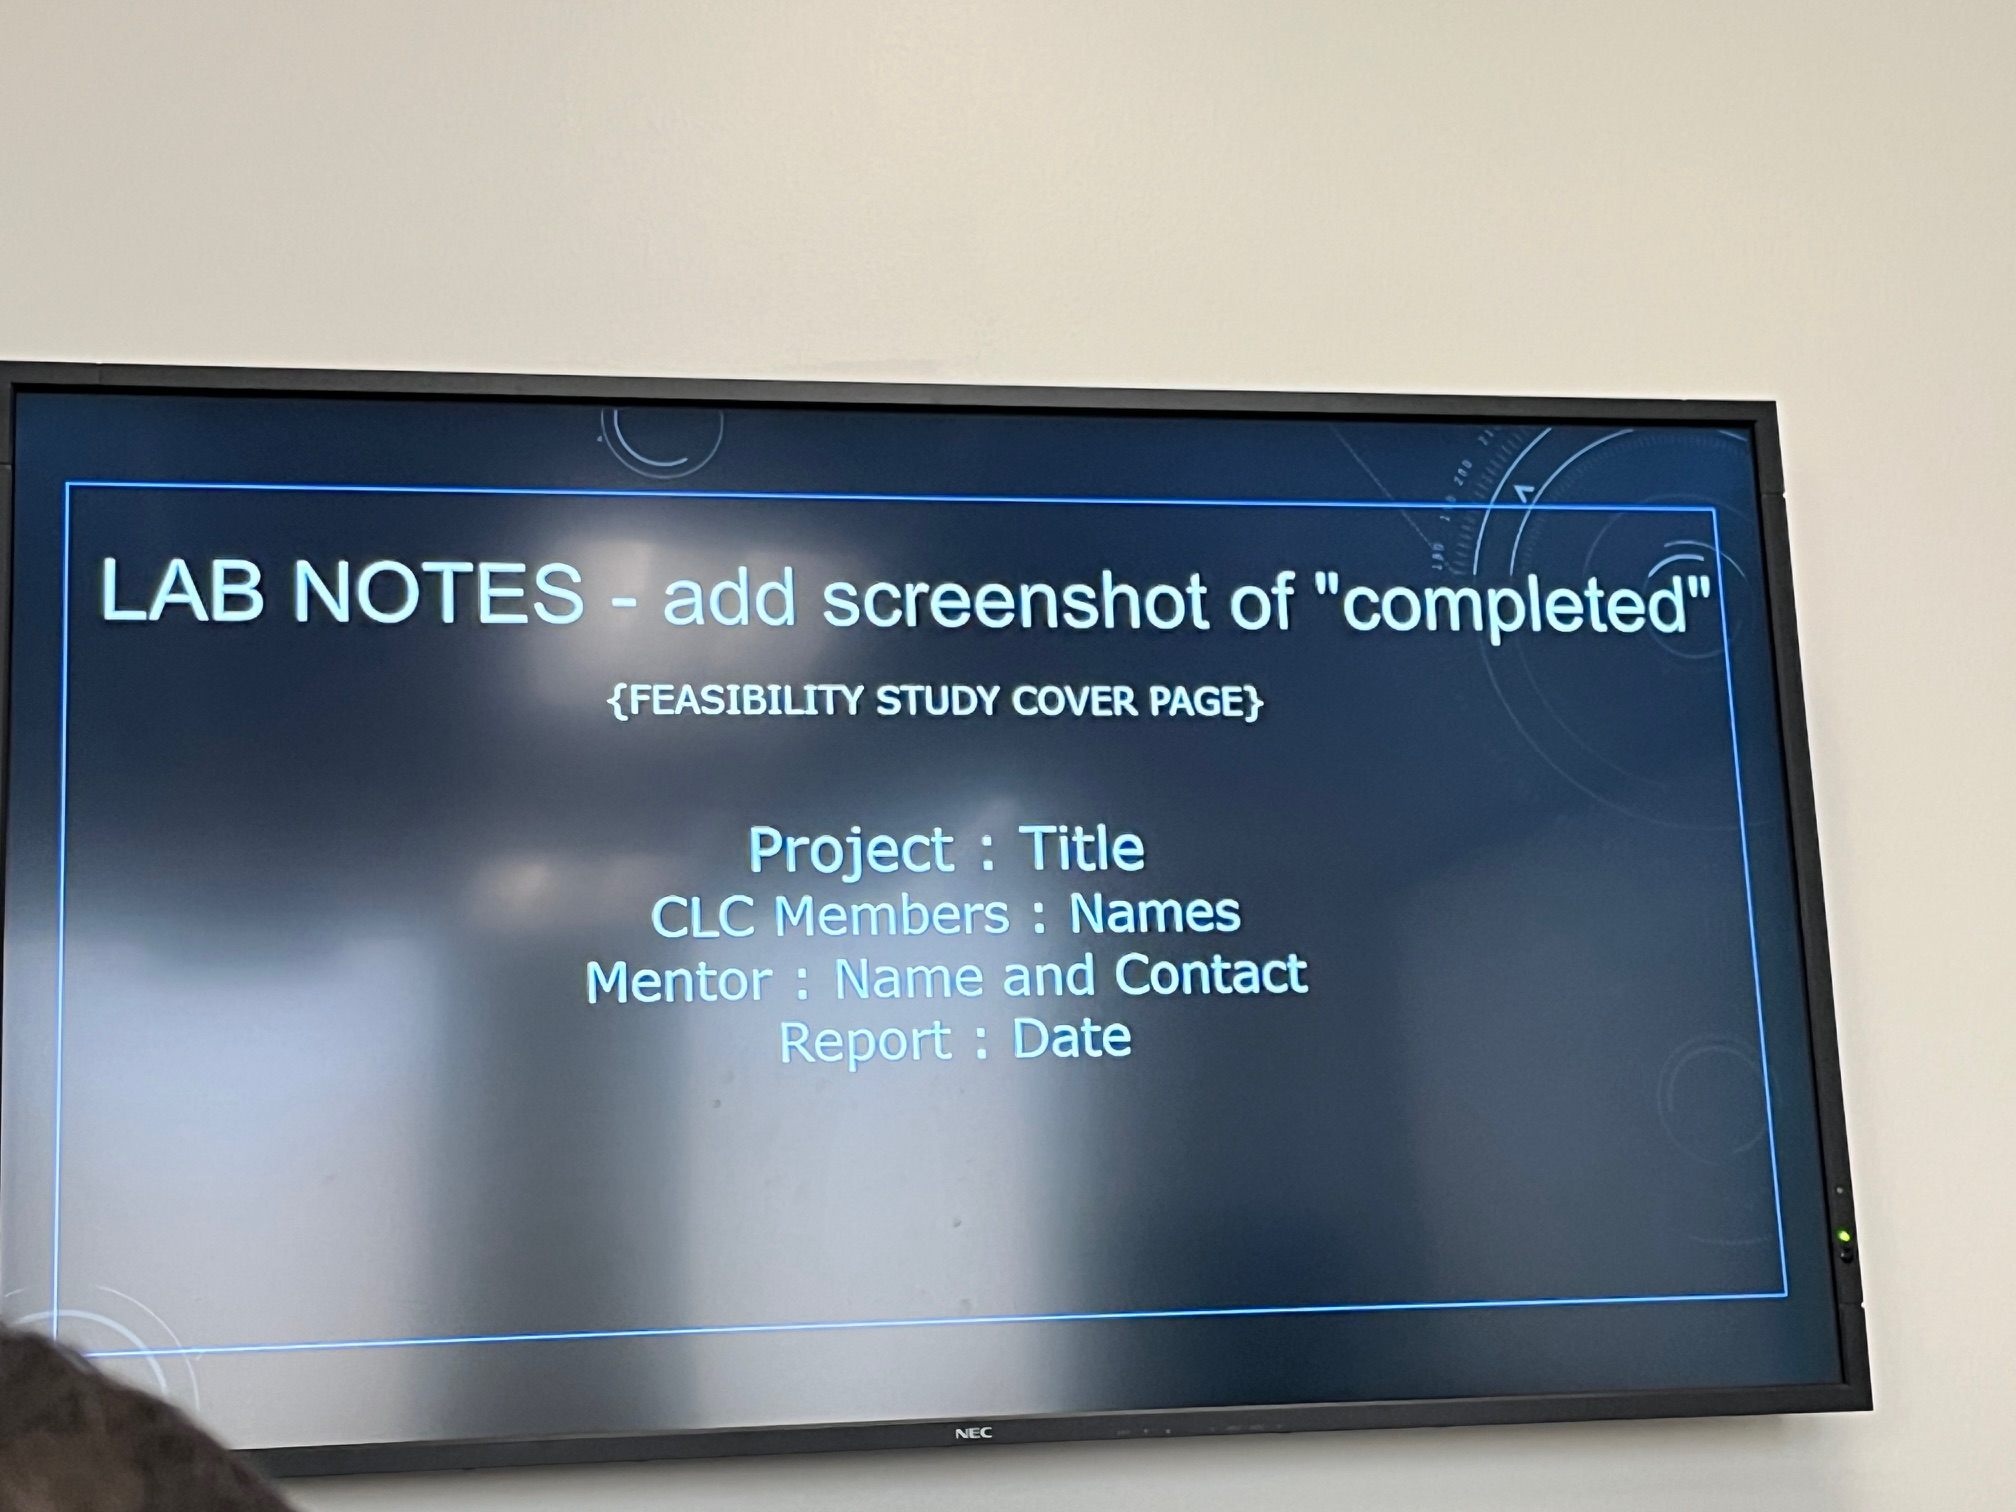 LAB NOTES - add screenshot of "completed"
{FEASIBILITY STUDY COVER PAGE}
Project : Title
CLC Members : Names
Mentor : Name and Contact
Report : Date
NEC